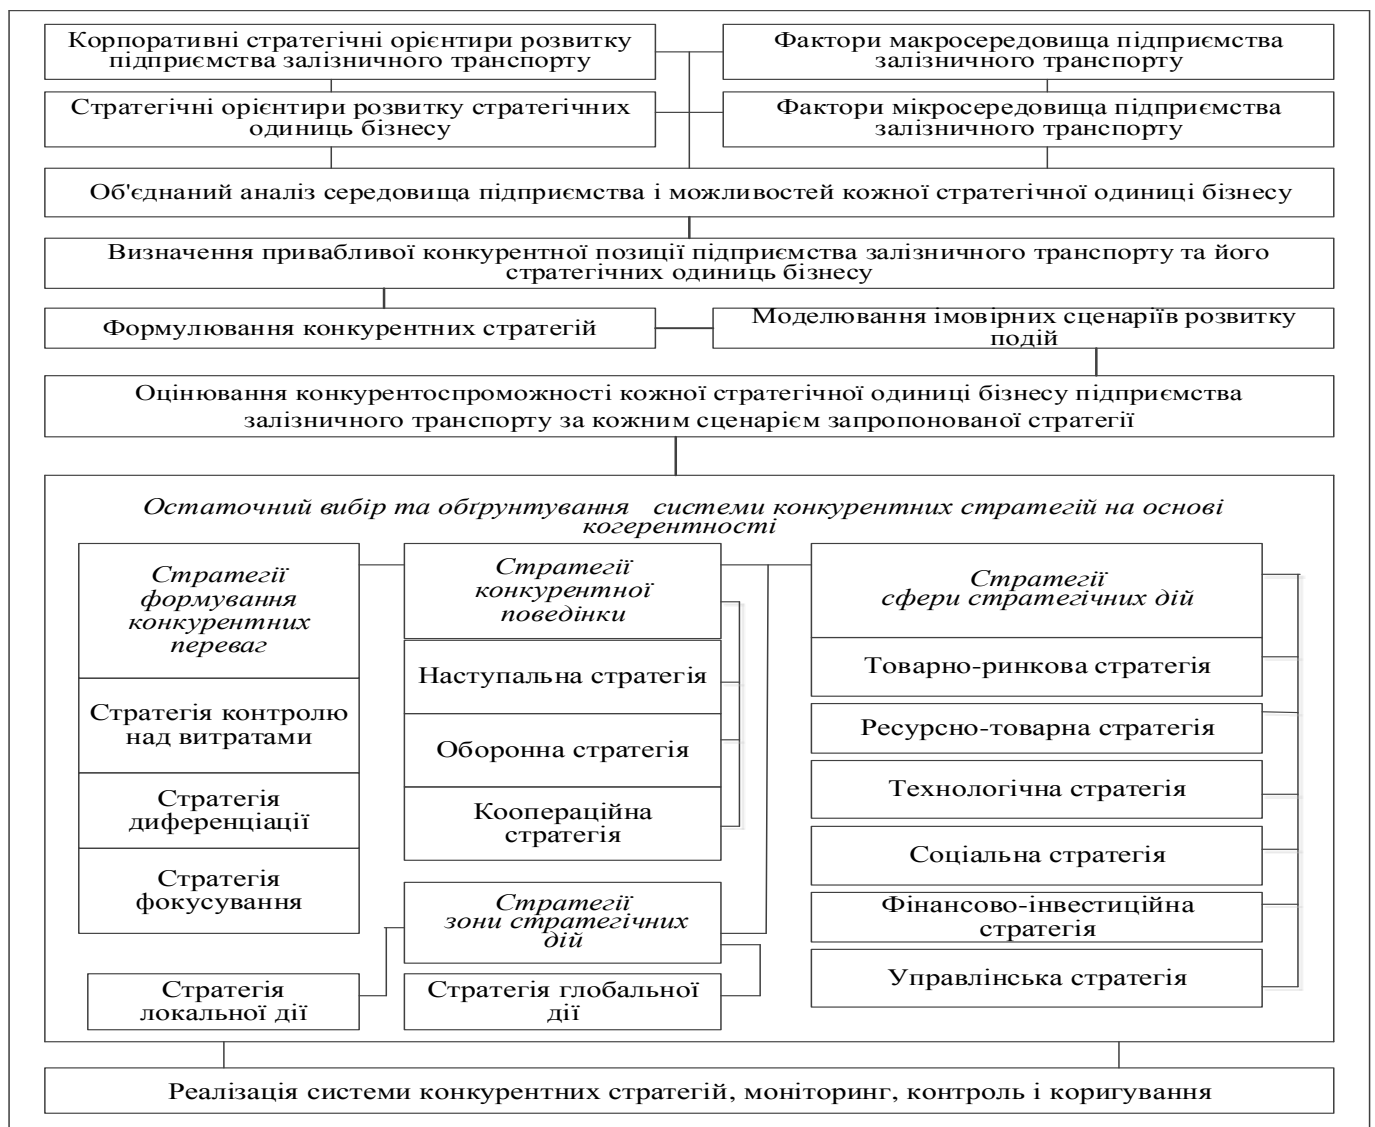 Корпоративні стратегічні орієнтири розвитку
підприємства залізничного транспорту
Фактори макросередовища підприємства
залізничного транспорту
Стратегічні орієнтири розвитку стратегічних
одиниць бізнесу
Фактори мікросередовища підприємства
залізничного транспорту
Об'єднаний аналіз середовища підприємства і можливостей кожної стратегічної одиниці бізнесу
Визначення привабливої конкурентної позиції підприємства залізничного транспорту та його
стратегічних одиниць бізнесу
Формулювання конкурентних стратегій
Моделювання імовірних сценаріїв розвитку
подій
Оцінювання конкурентоспроможності кожної стратегічної одиниці бізнесу підприємства
залізничного транспорту за кожним сценарієм запропонованої стратегії
Остаточний вибір та обґрунтування системи конкурентних стратегій на основі
когерентності
Стратегії
формування
конкурентних
переваг
Стратегія контролю
над витратами
Стратегія
диференціації
Стратегія
фокусування
Стратегії
конкурентної
поведінки
Наступальна стратегія
Оборонна стратегія
Коопераційна
стратегія
Стратегії
зони стратегічних
дій
Стратегія
локальної дії
Стратегія глобальної
дії
Стратегії
сфери стратегічних дій
Товарно-ринкова стратегія
Ресурсно-товарна стратегія
Технологічна стратегія
Соціальна стратегія
Фінансово-інвестиційна
стратегія
Управлінська стратегія
Реалізація системи конкурентних стратегій, моніторинг, контроль і коригування